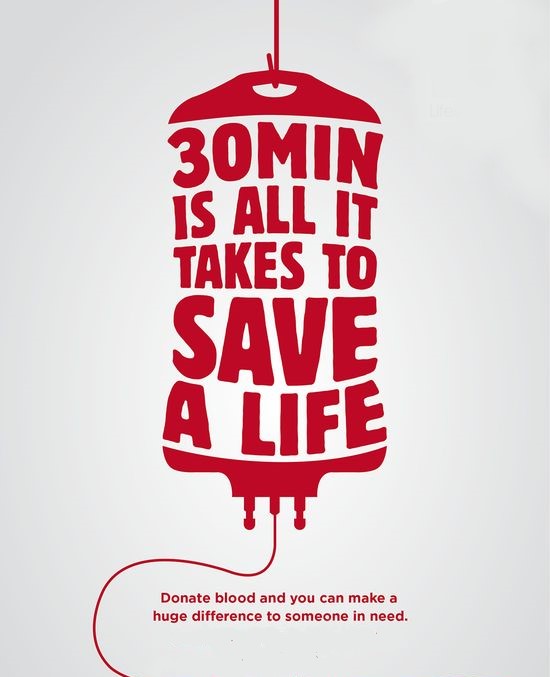 30MIN
IS ALL IT
TAKES TO
SAVE
A LIFE
Donate blood and you can make a
huge difference to someone in need.